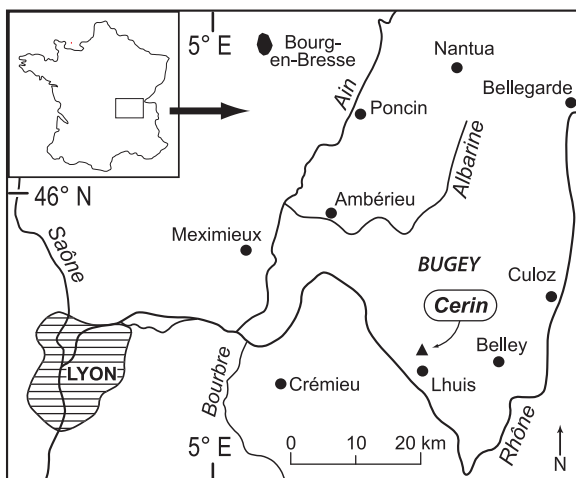 5° E
Bourg-
en-Bresse
Nantua
Bellegarde
Ain
Poncin
Albarine
46° N
Ambérieu
Saône
Meximieux
BUGEY
Culoz
Cerin
Belley
LYON
Bourbre
Crémieu
Lhuis
Rhône
5° E
0 10 20 km
N